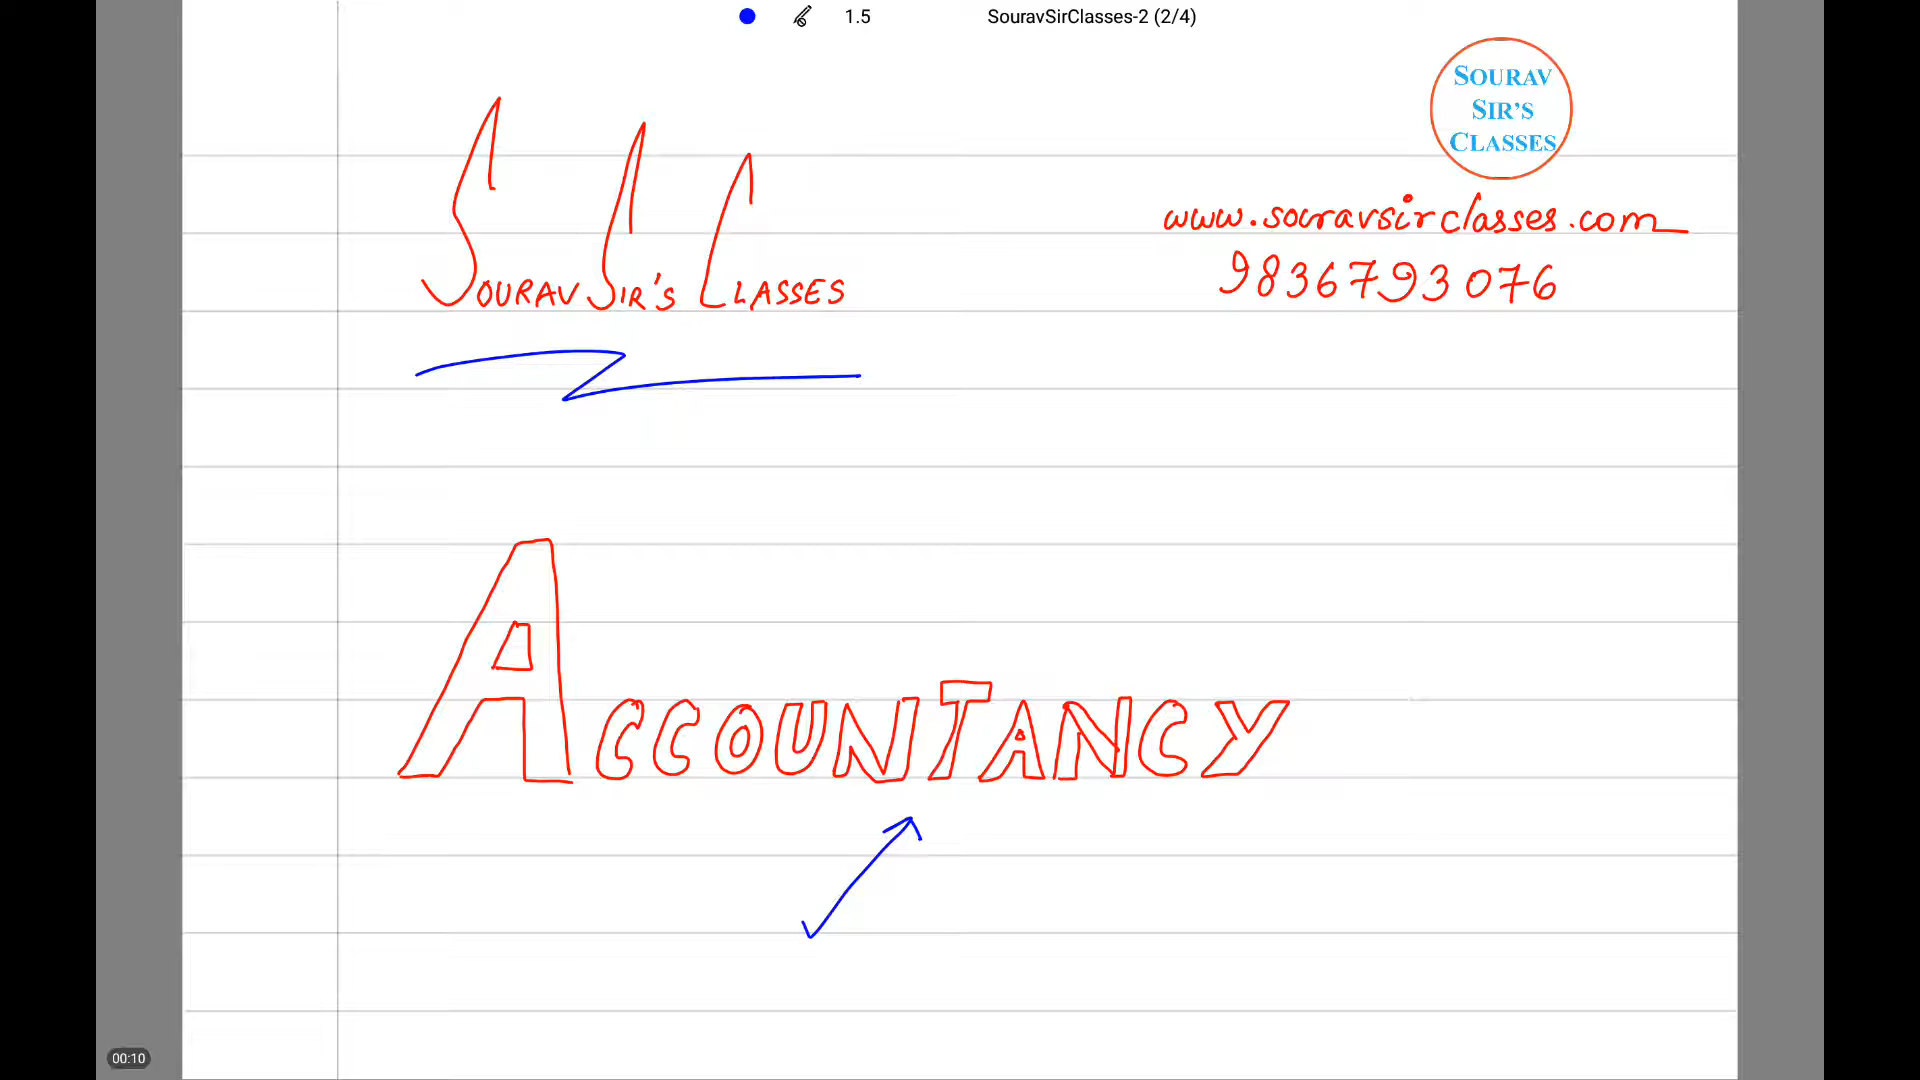 1.5 SouravSirClasses-2 (2/4)
SOURAV
SIR'S
CLASSES
SOURAV SIR'S CLASSES
www.souravsirclasses.com
9836793076
ACCOUNTANCY
00:10